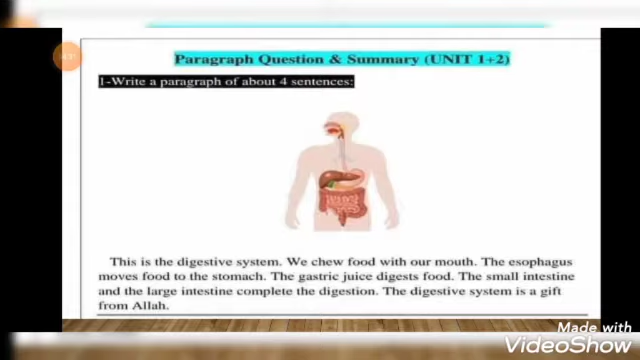 Paragraph Question & Summary (UNIT 1+2)
1-Write a paragraph of about 4 sentences:
This is the digestive system. We chew food with our mouth. The esophagus
moves food to the stomach. The gastric juice digests food. The small intestine
and the large intestine complete the digestion. The digestive system is a gift
from Allah.
Made with
VideoShow